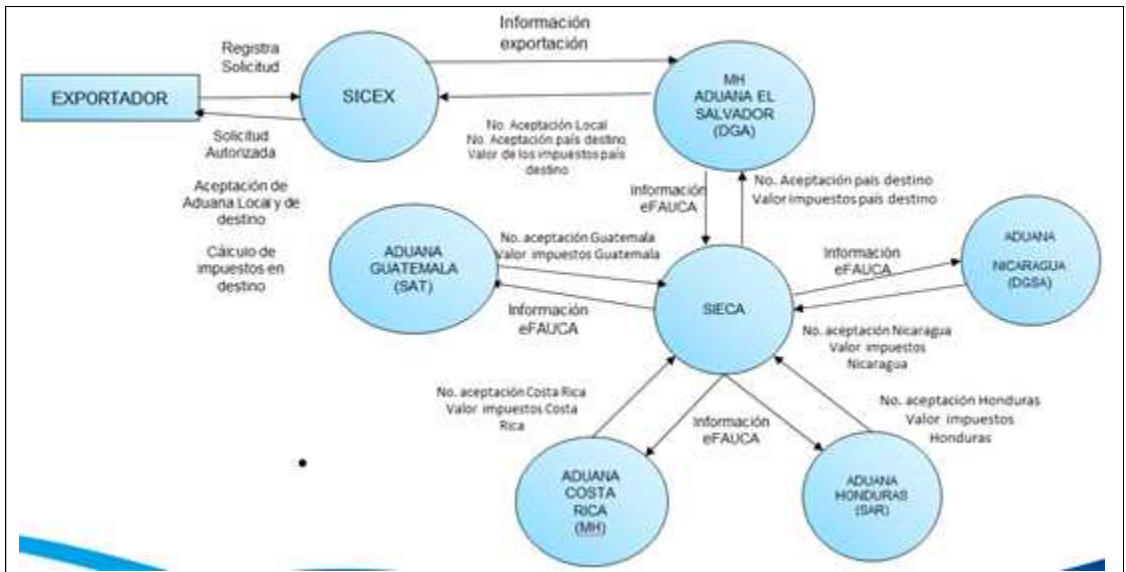 Información
exportación
Registra
Solicitud
EXPORTADOR
SICEX
MH
ADUANA EL
SALVADOR
(DGA)
Solicitud
Autorizada
Aceptación de
Aduana Local y de
destino
Cálculo de
impuestos en
destino
No. Aceptación Local
No. Aceptación país destino
Valor de los impuestos país
destino
Información
eFAUCA
No. Aceptación país destino
Valor impuestos país destino
ADUANA
GUATEMALA
(SAT)
No. aceptación Guatemala
Valor impuestos Guatemala
Información
eFAUCA
SIECA
Información
eFAUCA
ADUANA
NICARAGUA
(DGSA)
No. aceptación Nicaragua
Valor impuestos
Nicaragua
No. aceptación Costa Rica
Valor impuestos Costa
Rica
Información
eFAUCA
No. aceptación Honduras
Valor impuestos
Honduras
ADUANA
COSTA
RICA
(MH)
ADUANA
HONDURAS
(SAR)